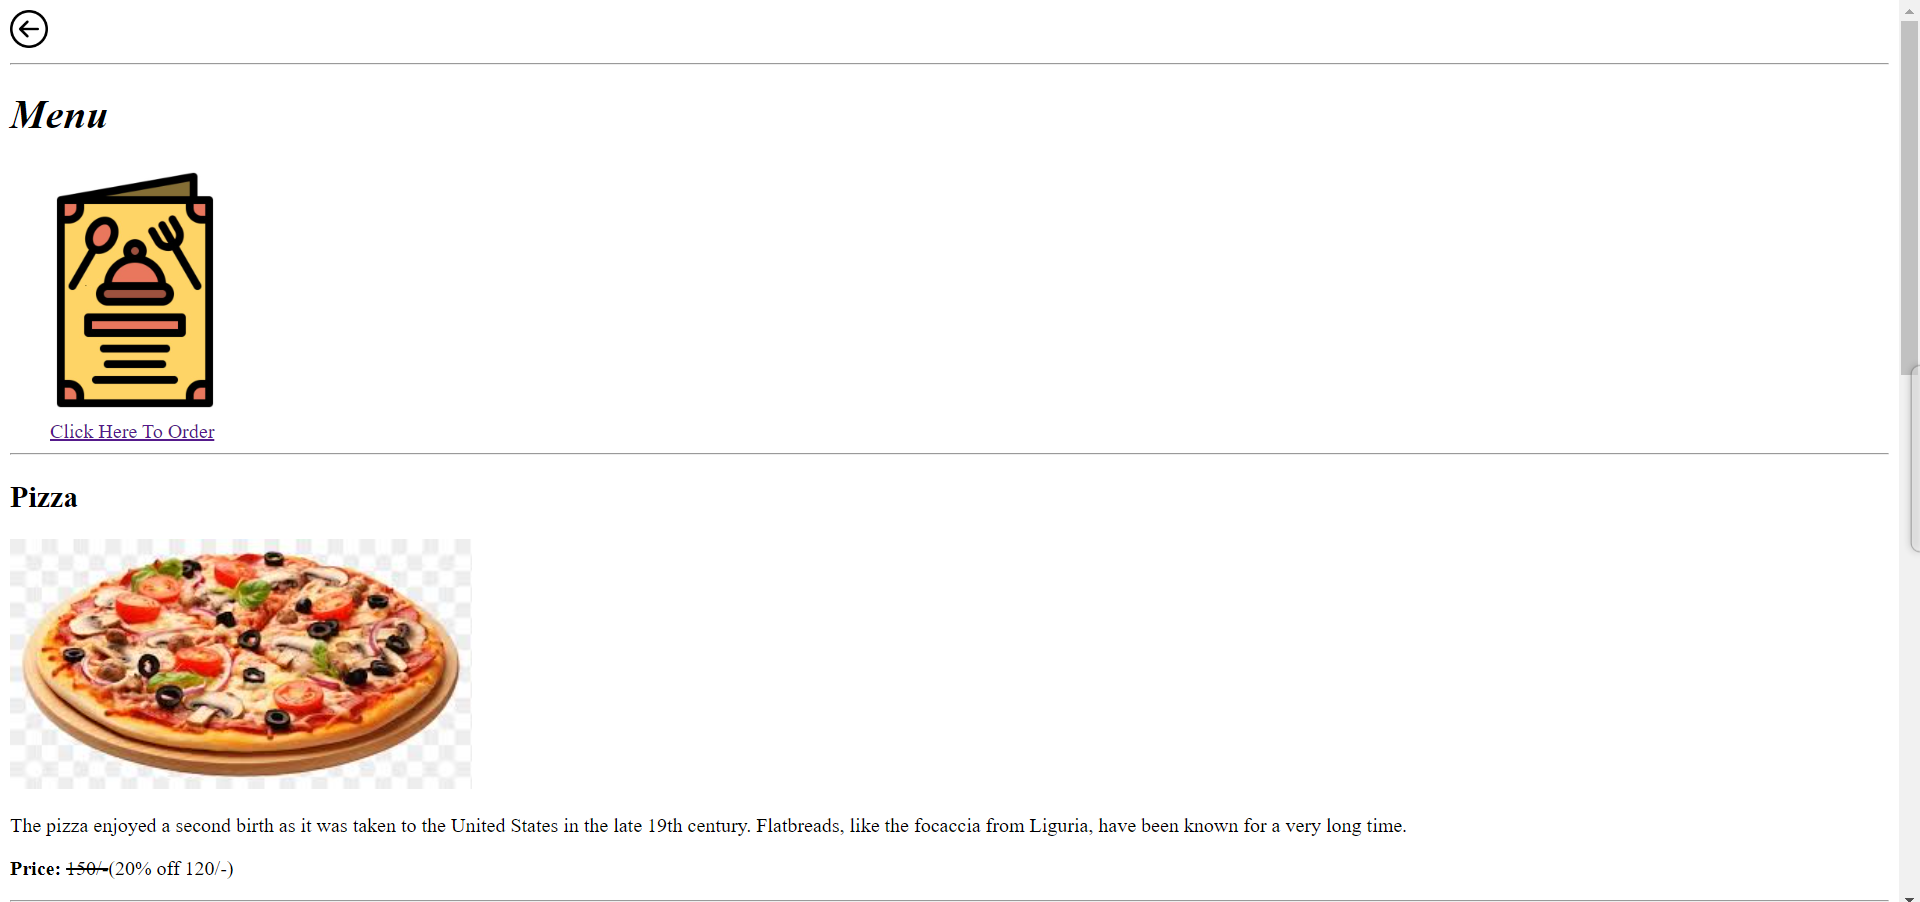 Menu
Click Here To Order
Pizza
The pizza enjoyed a second birth as it was taken to the United States in the late 19th century. Flatbreads, like the focaccia from Liguria, have been known for a very long time.
Price: 150/-(20% off 120/-)